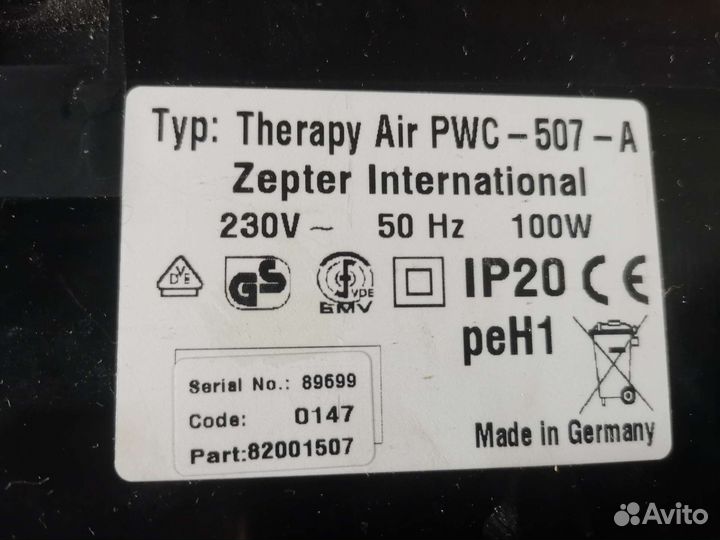 Typ: Therapy Air PWC-507-A
Zepter International
230V ~ 50 Hz 100W
VDE GS VDE EMV IP20 CE
peH1
Serial No.: 89699
Code: 0147
Part:82001507
Made in Germany
Avito